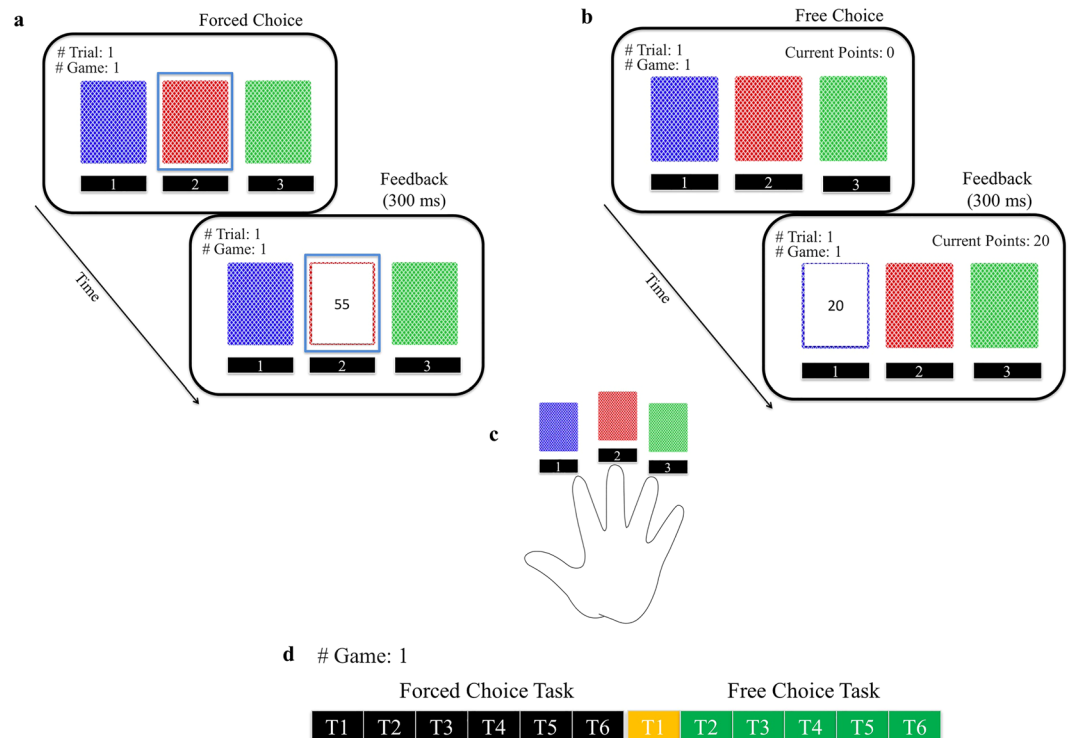 a
Forced Choice
# Trial: 1
# Game: 1
1 2 3
Feedback
(300 ms)
# Trial: 1
# Game: 1
55
1 2 3
Time
b
Free Choice
# Trial: 1
# Game: 1
Current Points: 0
1 2 3
Feedback
(300 ms)
# Trial: 1
# Game: 1
Current Points: 20
20
1 2 3
Time
c
1 2 3
d # Game: 1
Forced Choice Task Free Choice Task
T1 T2 T3 T4 T5 T6 T1 T2 T3 T4 T5 T6